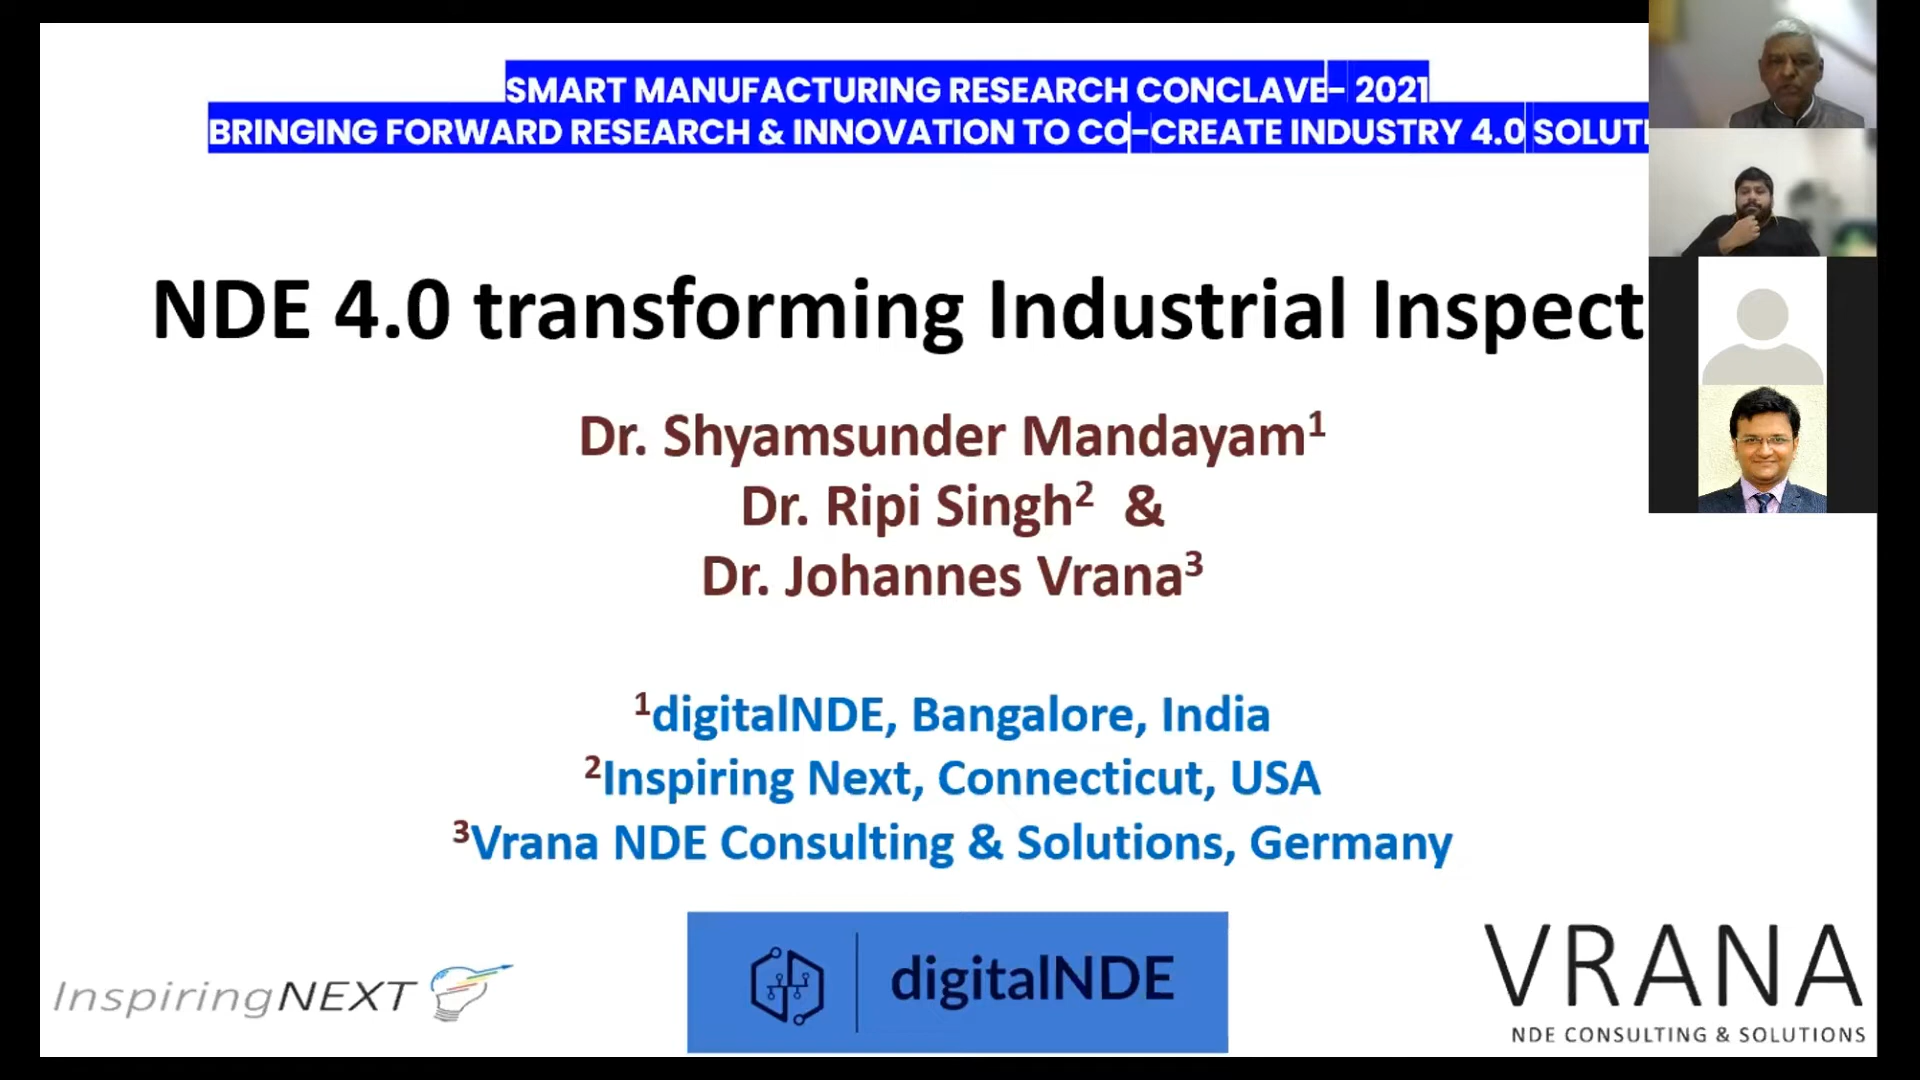 SMART MANUFACTURING RESEARCH CONCLAVE- 2021
BRINGING FORWARD RESEARCH & INNOVATION TO CO-CREATE INDUSTRY 4.0 SOLUTI
NDE 4.0 transforming Industrial Inspect
Dr. Shyamsunder Mandayam¹
Dr. Ripi Singh² &
Dr. Johannes Vrana³
¹digitalNDE, Bangalore, India
²Inspiring Next, Connecticut, USA
³Vrana NDE Consulting & Solutions, Germany
InspiringNEXT
digitalNDE
VRANA
NDE CONSULTING & SOLUTIONS